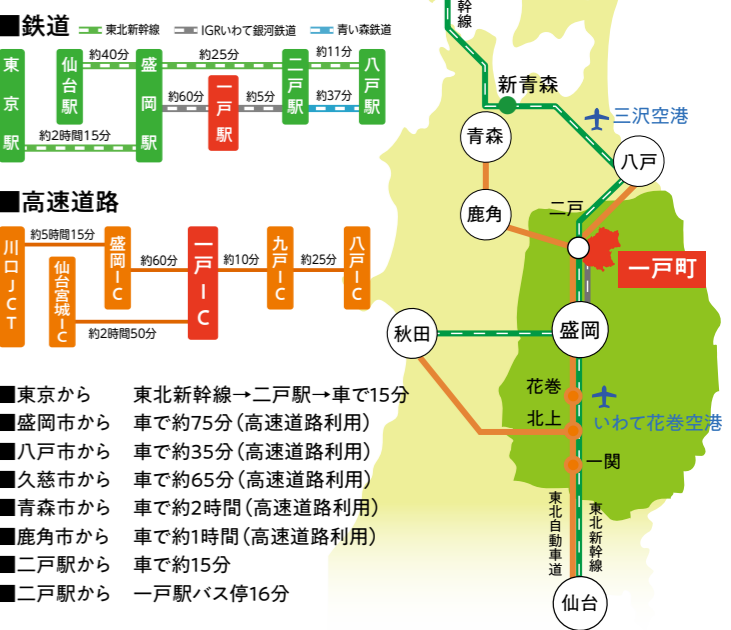 ■鉄道 東北新幹線 IGRいわて銀河鉄道 青い森鉄道
東京駅
仙台駅
盛岡駅
一戸駅
二戸駅
八戸駅
約40分
約25分
約11分
約60分
約5分
約37分
約2時間15分
■高速道路
川口JCT
仙台宮城IC
盛岡IC
一戸IC
九戸IC
八戸IC
約5時間15分
約60分
約10分
約25分
約2時間50分
■東京から 東北新幹線→二戸駅→車で15分
■盛岡市から 車で約75分(高速道路利用)
■八戸市から 車で約35分(高速道路利用)
■久慈市から 車で約65分(高速道路利用)
■青森市から 車で約2時間(高速道路利用)
■鹿角市から 車で約1時間(高速道路利用)
■二戸駅から 車で約15分
■二戸駅から 一戸駅バス停16分
幹線
新青森
三沢空港
青森
八戸
鹿角
二戸
一戸町
秋田
盛岡
花巻
いわて花巻空港
北上
一関
東北自動車道
東北新幹線
仙台